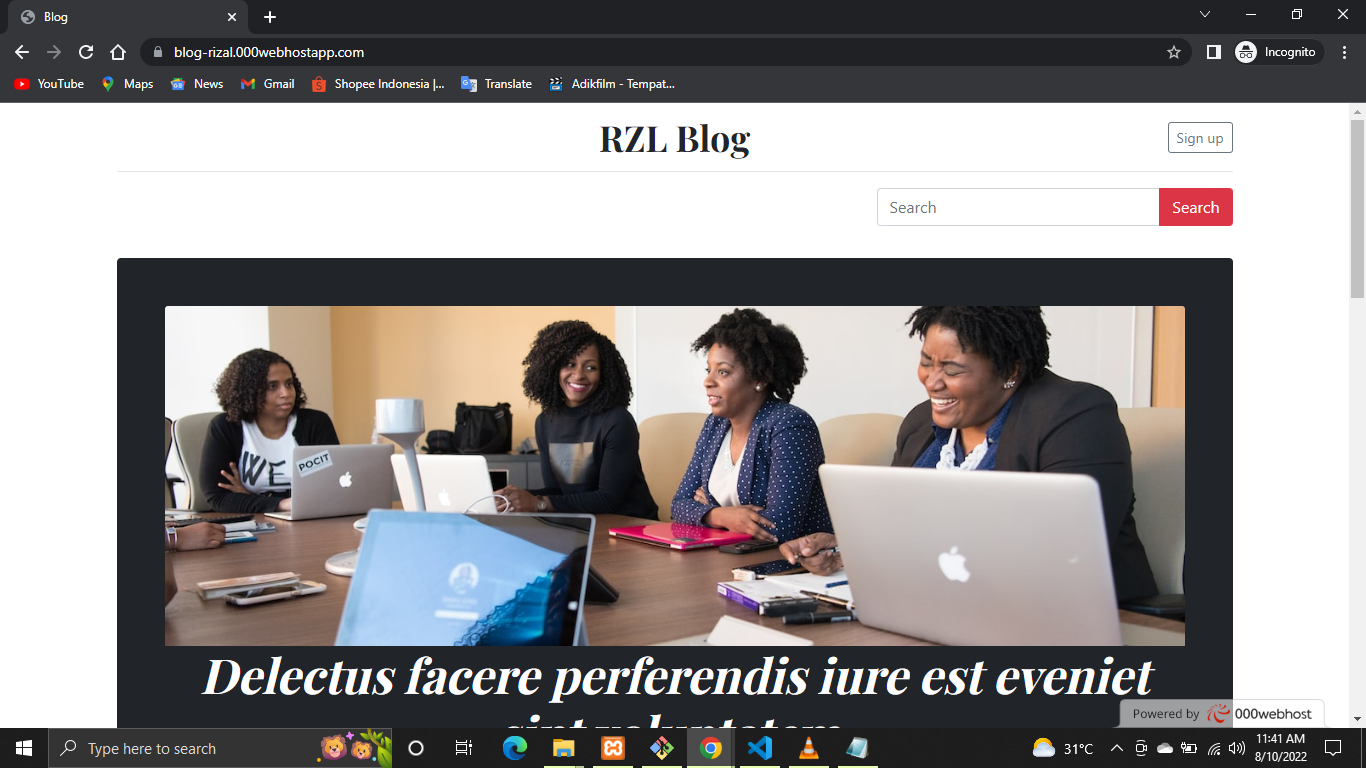 Blog
blog-rizal.000webhostapp.com
Incognito
YouTube
Maps
News
Gmail
Shopee Indonesia |...
Translate
Adikfilm - Tempat...
RZL Blog
Sign up
Search
Search
WE
POCIT
Delectus facere perferendis iure est eveniet
sint voluptatem
Powered by 000webhost
Type here to search
31°C
11:41 AM
8/10/2022